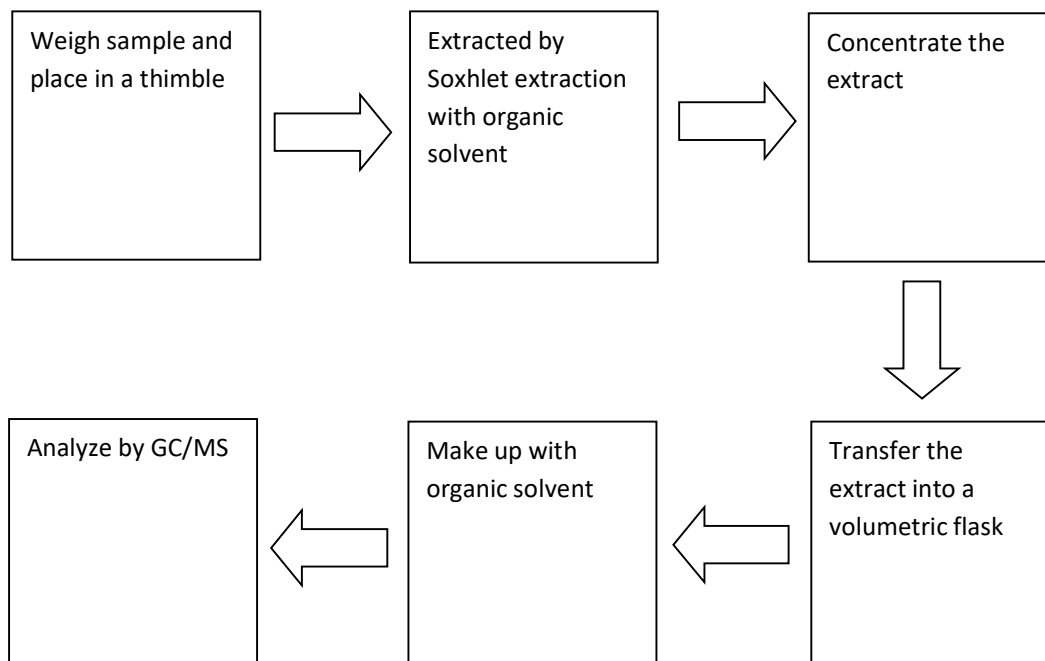 Weigh sample and
place in a thimble
Extracted by
Soxhlet extraction
with organic
solvent
Concentrate the
extract
Transfer the
extract into a
volumetric flask
Make up with
organic solvent
Analyze by GC/MS